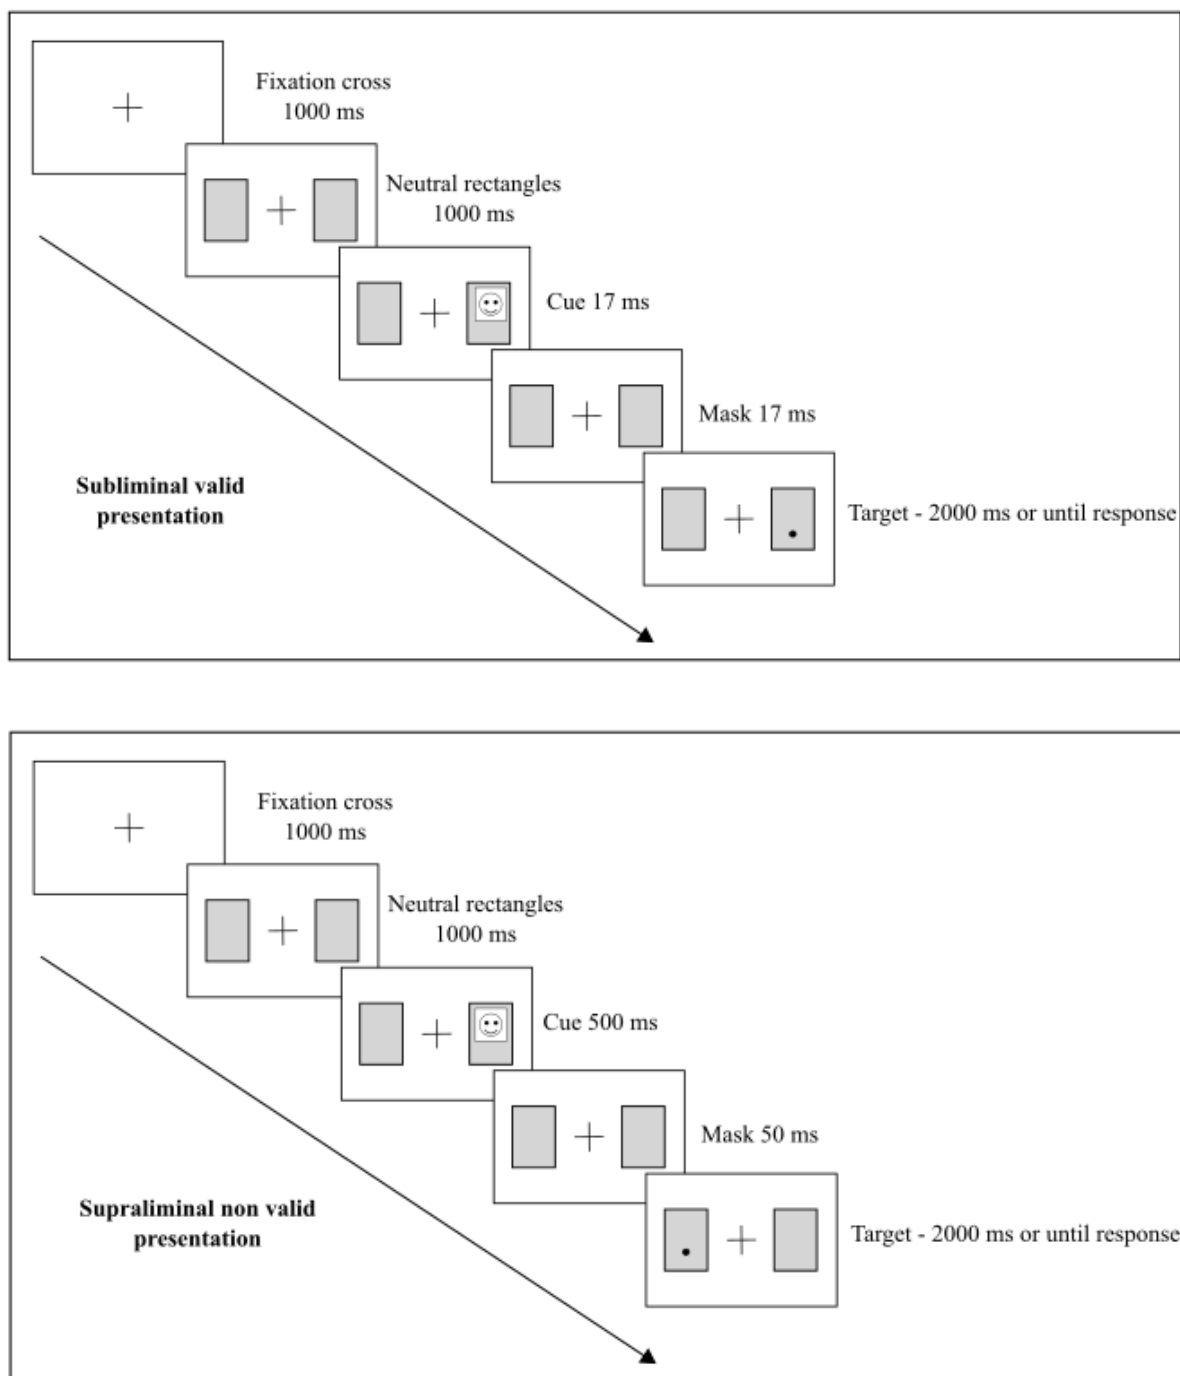 Fixation cross
1000 ms
Neutral rectangles
1000 ms
Cue 17 ms
Mask 17 ms
Target - 2000 ms or until response
Subliminal valid
presentation
Fixation cross
1000 ms
Neutral rectangles
1000 ms
Cue 500 ms
Mask 50 ms
Target - 2000 ms or until response
Supraliminal non valid
presentation